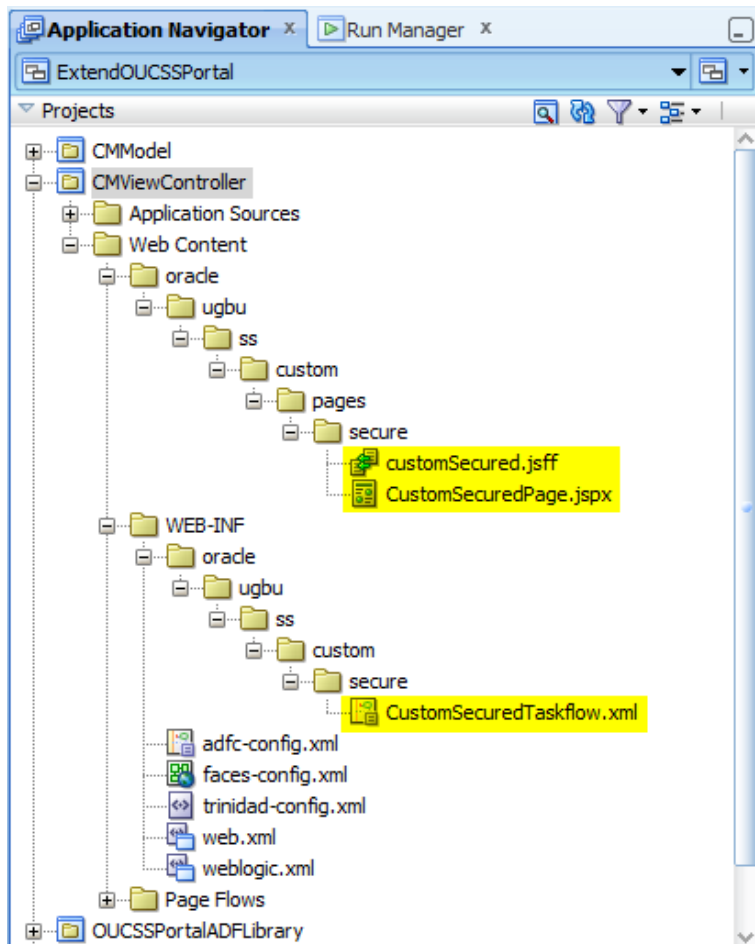 Application Navigator x Run Manager x
ExtendOUCSSPortal
Projects
CMModel
CMViewController
Application Sources
Web Content
oracle
ugbu
ss
custom
pages
secure
customSecured.jsff
CustomSecuredPage.jspx
WEB-INF
oracle
ugbu
ss
custom
secure
CustomSecuredTaskflow.xml
adfc-config.xml
faces-config.xml
trinidad-config.xml
web.xml
weblogic.xml
Page Flows
OUCSSPortalADFLibrary